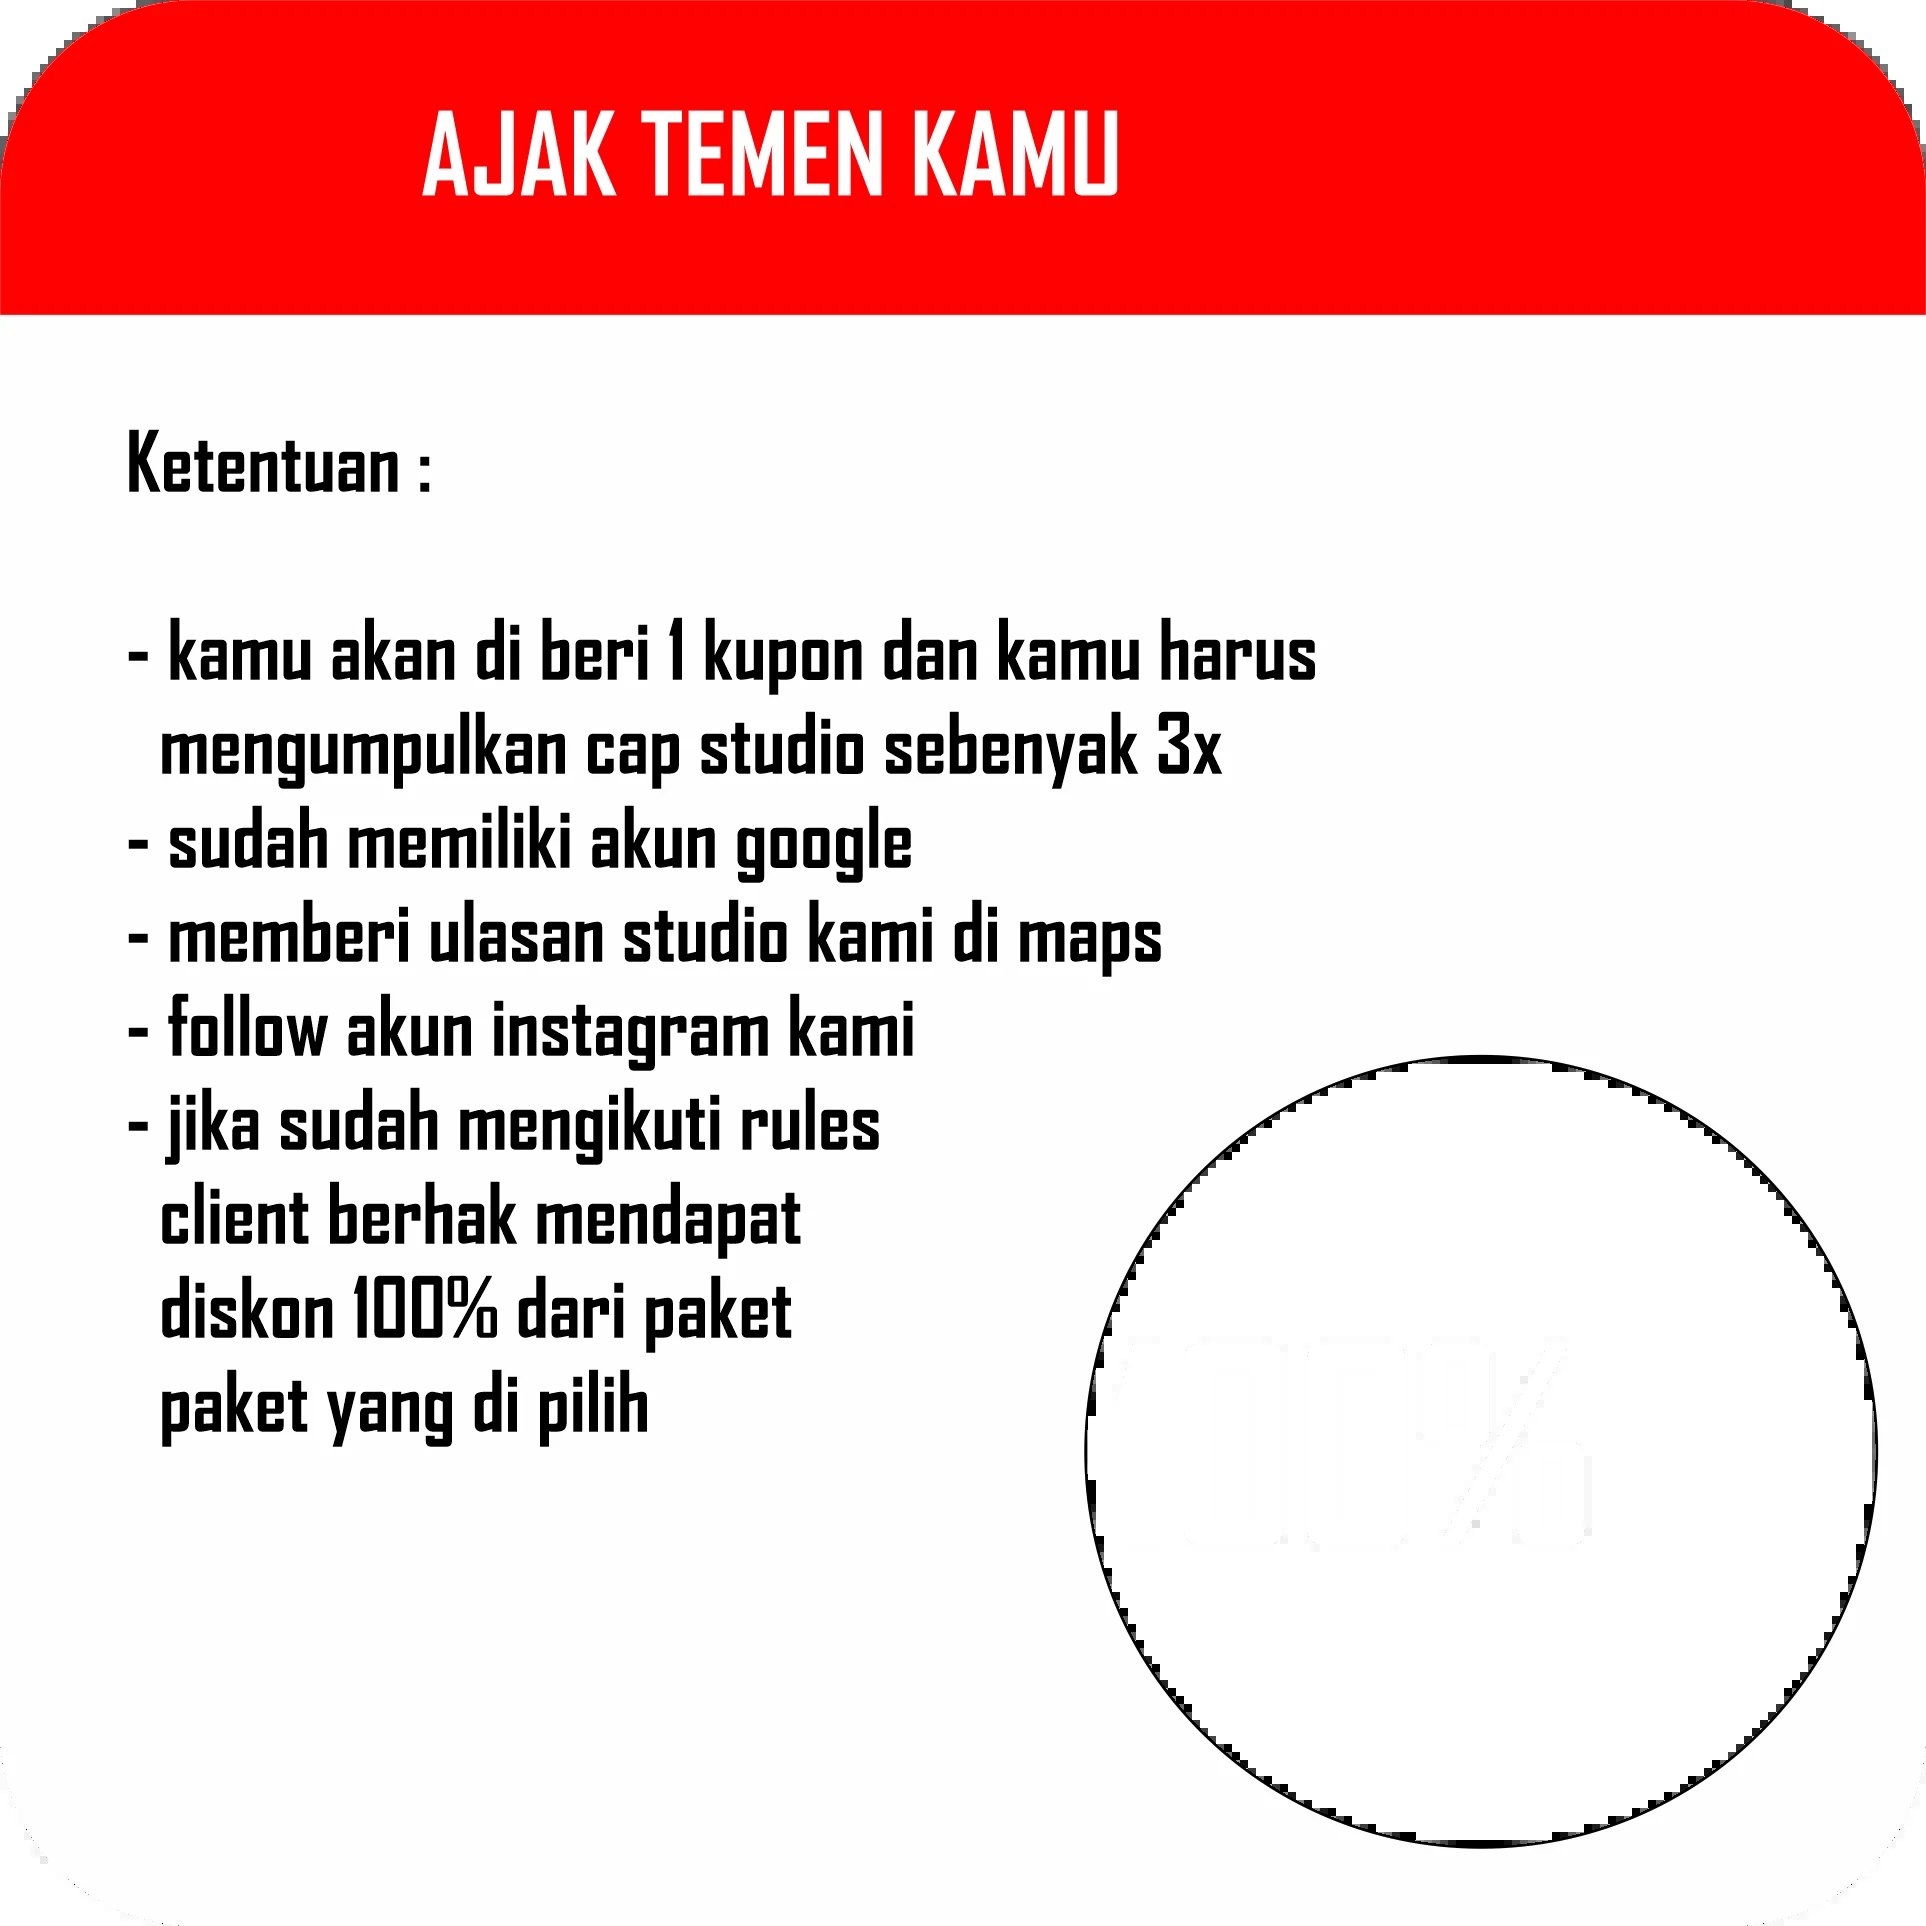 AJAK TEMEN KAMU
Ketentuan :
- kamu akan di beri 1 kupon dan kamu harus
mengumpulkan cap studio sebenyak 3x
- sudah memiliki akun google
- memberi ulasan studio kami di maps
- follow akun instagram kami
- jika sudah mengikuti rules
client berhak mendapat
diskon 100% dari paket
paket yang di pilih